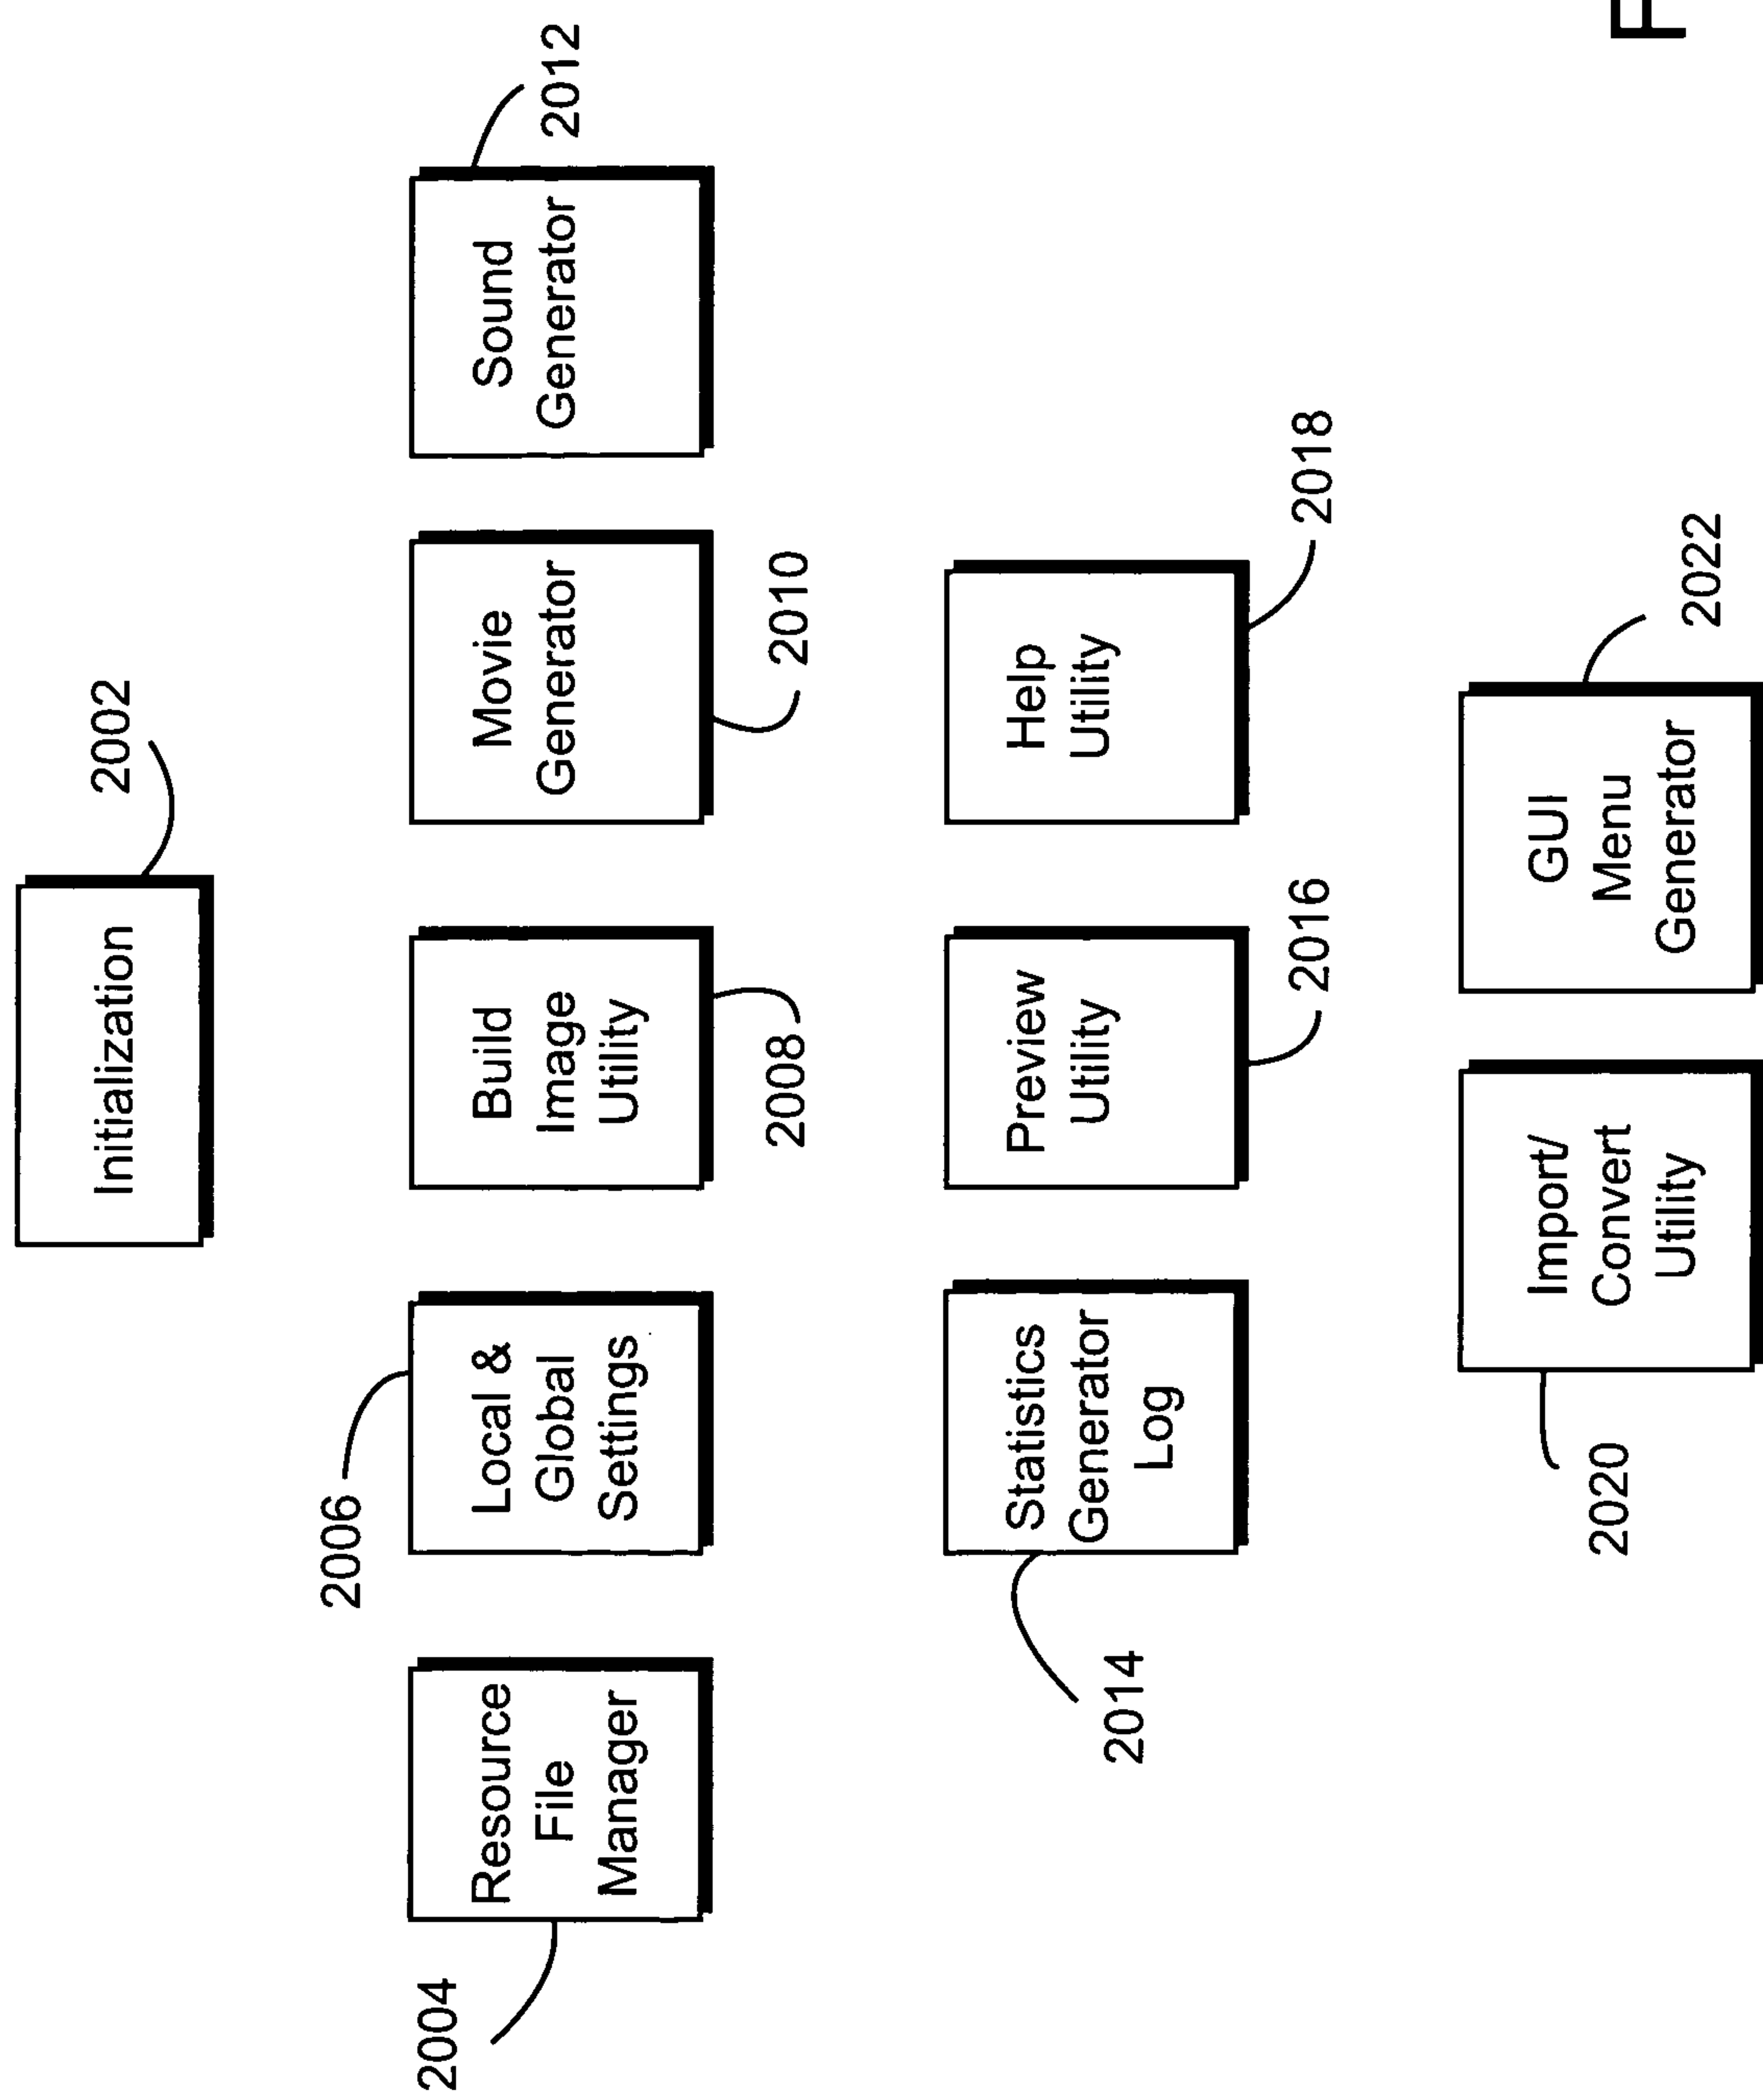 2002
Initialization
2006
2004
Resource
File
Manager
Local &
Global
Settings
Build
Image
Utility
Movie
Generator
Sound
Generator
2012
2008
2010
2014
Statistics
Generator
Log
Preview
Utility
Help
Utility
2016
2018
2020
Import/
Convert
Utility
GUI
Menu
Generator
2022
F